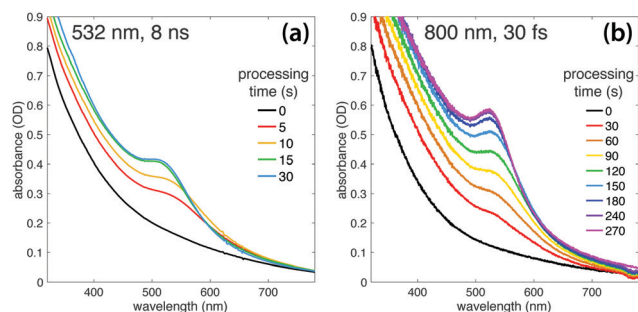 532 nm, 8 ns (a)
processing
time (s)
0
5
10
15
30
absorbance (OD)
0.9
0.8
0.7
0.6
0.5
0.4
0.3
0.2
0.1
0
400 500 600 700
wavelength (nm)
800 nm, 30 fs (b)
processing
time (s)
0
30
60
90
120
150
180
240
270
absorbance (OD)
0.9
0.8
0.7
0.6
0.5
0.4
0.3
0.2
0.1
0
400 500 600 700
wavelength (nm)